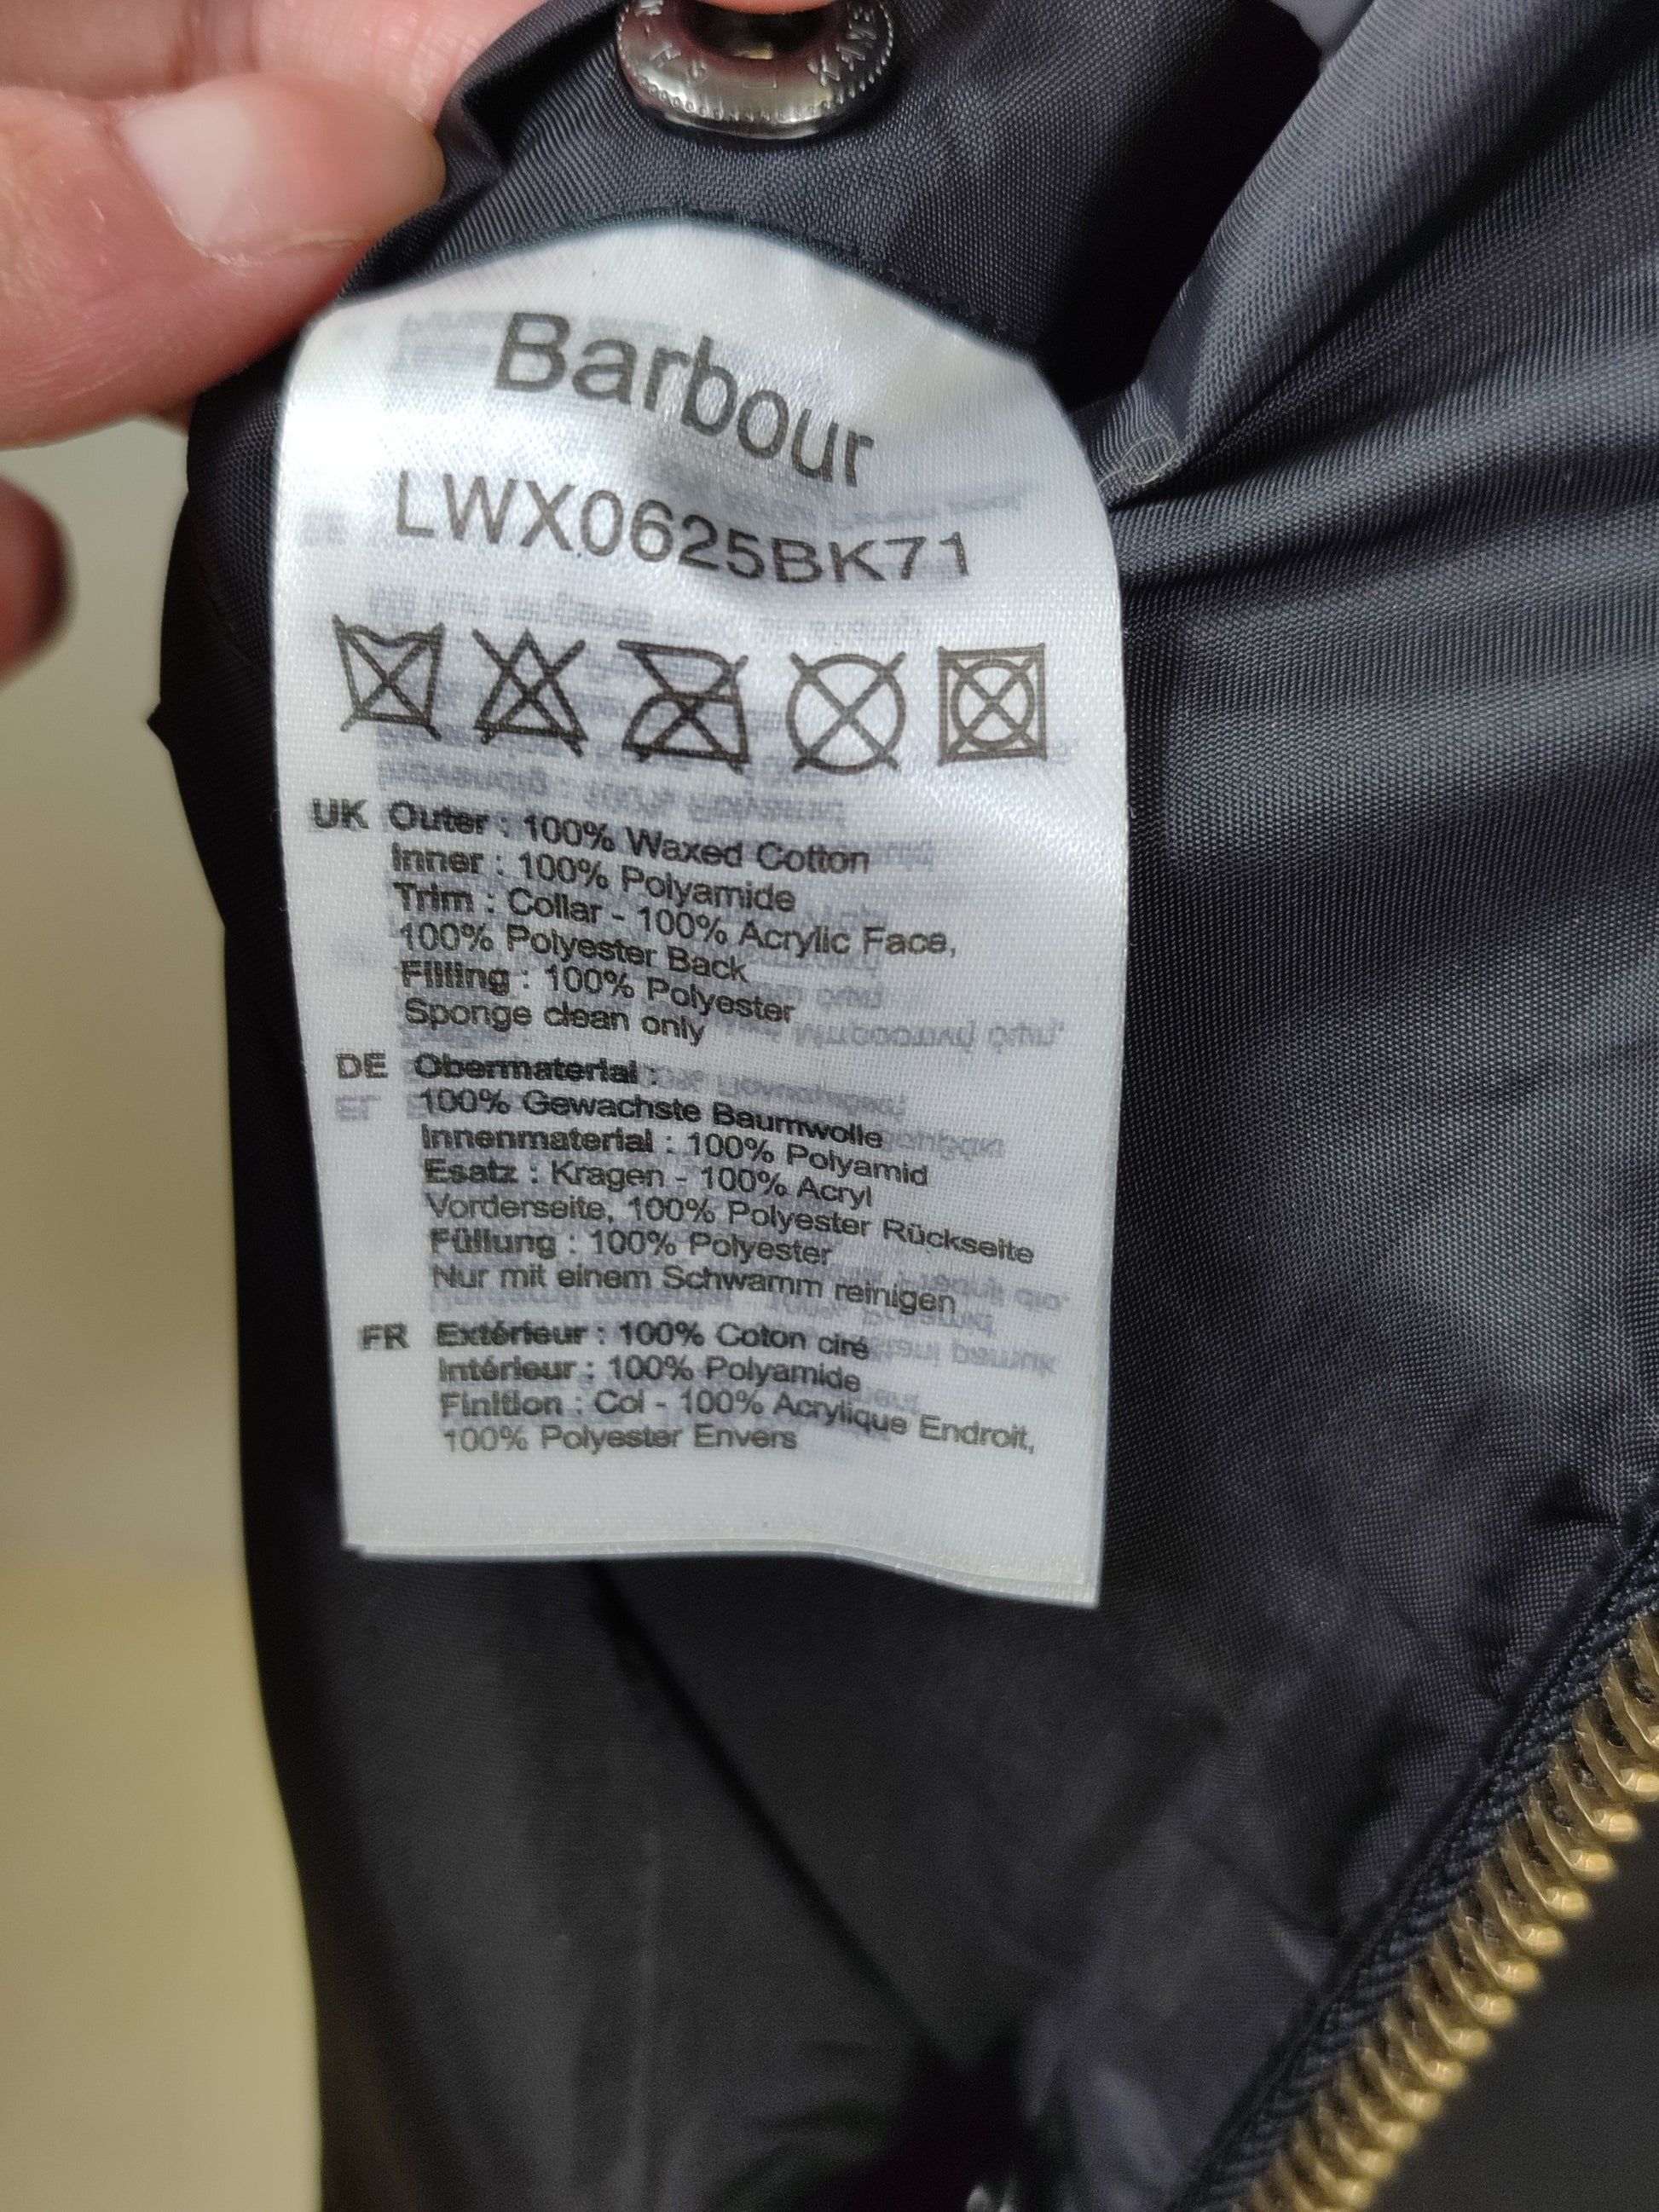 Barbour
LWX0625BK71
UK Outer : 100% Waxed Cotton
Inner : 100% Polyamide
Trim : Collar - 100% Acrylic Face,
100% Polyester Back
Filling : 100% Polyester
Sponge clean only
DE Obermaterial :
100% Gewachste Baumwolle
Innenmaterial : 100% Polyamid
Esatz : Kragen - 100% Acryl
Vorderseite, 100% Polyester Rückseite
Füllung : 100% Polyester
Nur mit einem Schwamm reinigen
FR Extérieur : 100% Coton ciré
Intérieur : 100% Polyamide
Finition : Col - 100% Acrylique Endroit,
100% Polyester Envers